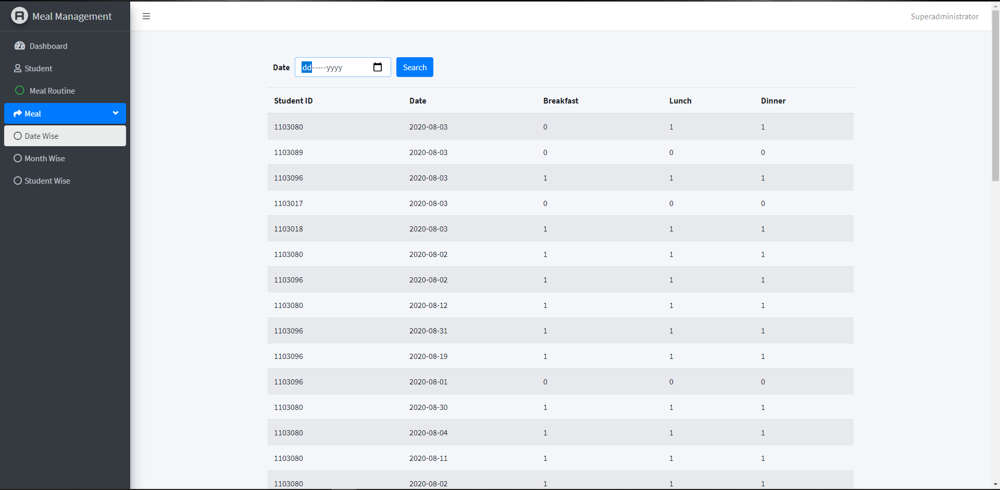 Meal Management
Superadministrator
Dashboard
Student
Meal Routine
Meal
Date Wise
Month Wise
Student Wise
Date dd-----yyyy Search
Student ID Date Breakfast Lunch Dinner
1103080 2020-08-03 0 1 1
1103089 2020-08-03 0 0 0
1103096 2020-08-03 1 1 1
1103017 2020-08-03 0 0 0
1103018 2020-08-03 1 1 1
1103080 2020-08-02 1 1 1
1103096 2020-08-02 1 1 1
1103080 2020-08-12 1 1 1
1103096 2020-08-31 1 1 1
1103096 2020-08-19 1 1 1
1103096 2020-08-01 0 0 0
1103080 2020-08-30 1 1 1
1103080 2020-08-04 1 1 1
1103080 2020-08-11 1 1 1
1103080 2020-08-02 1 1 1